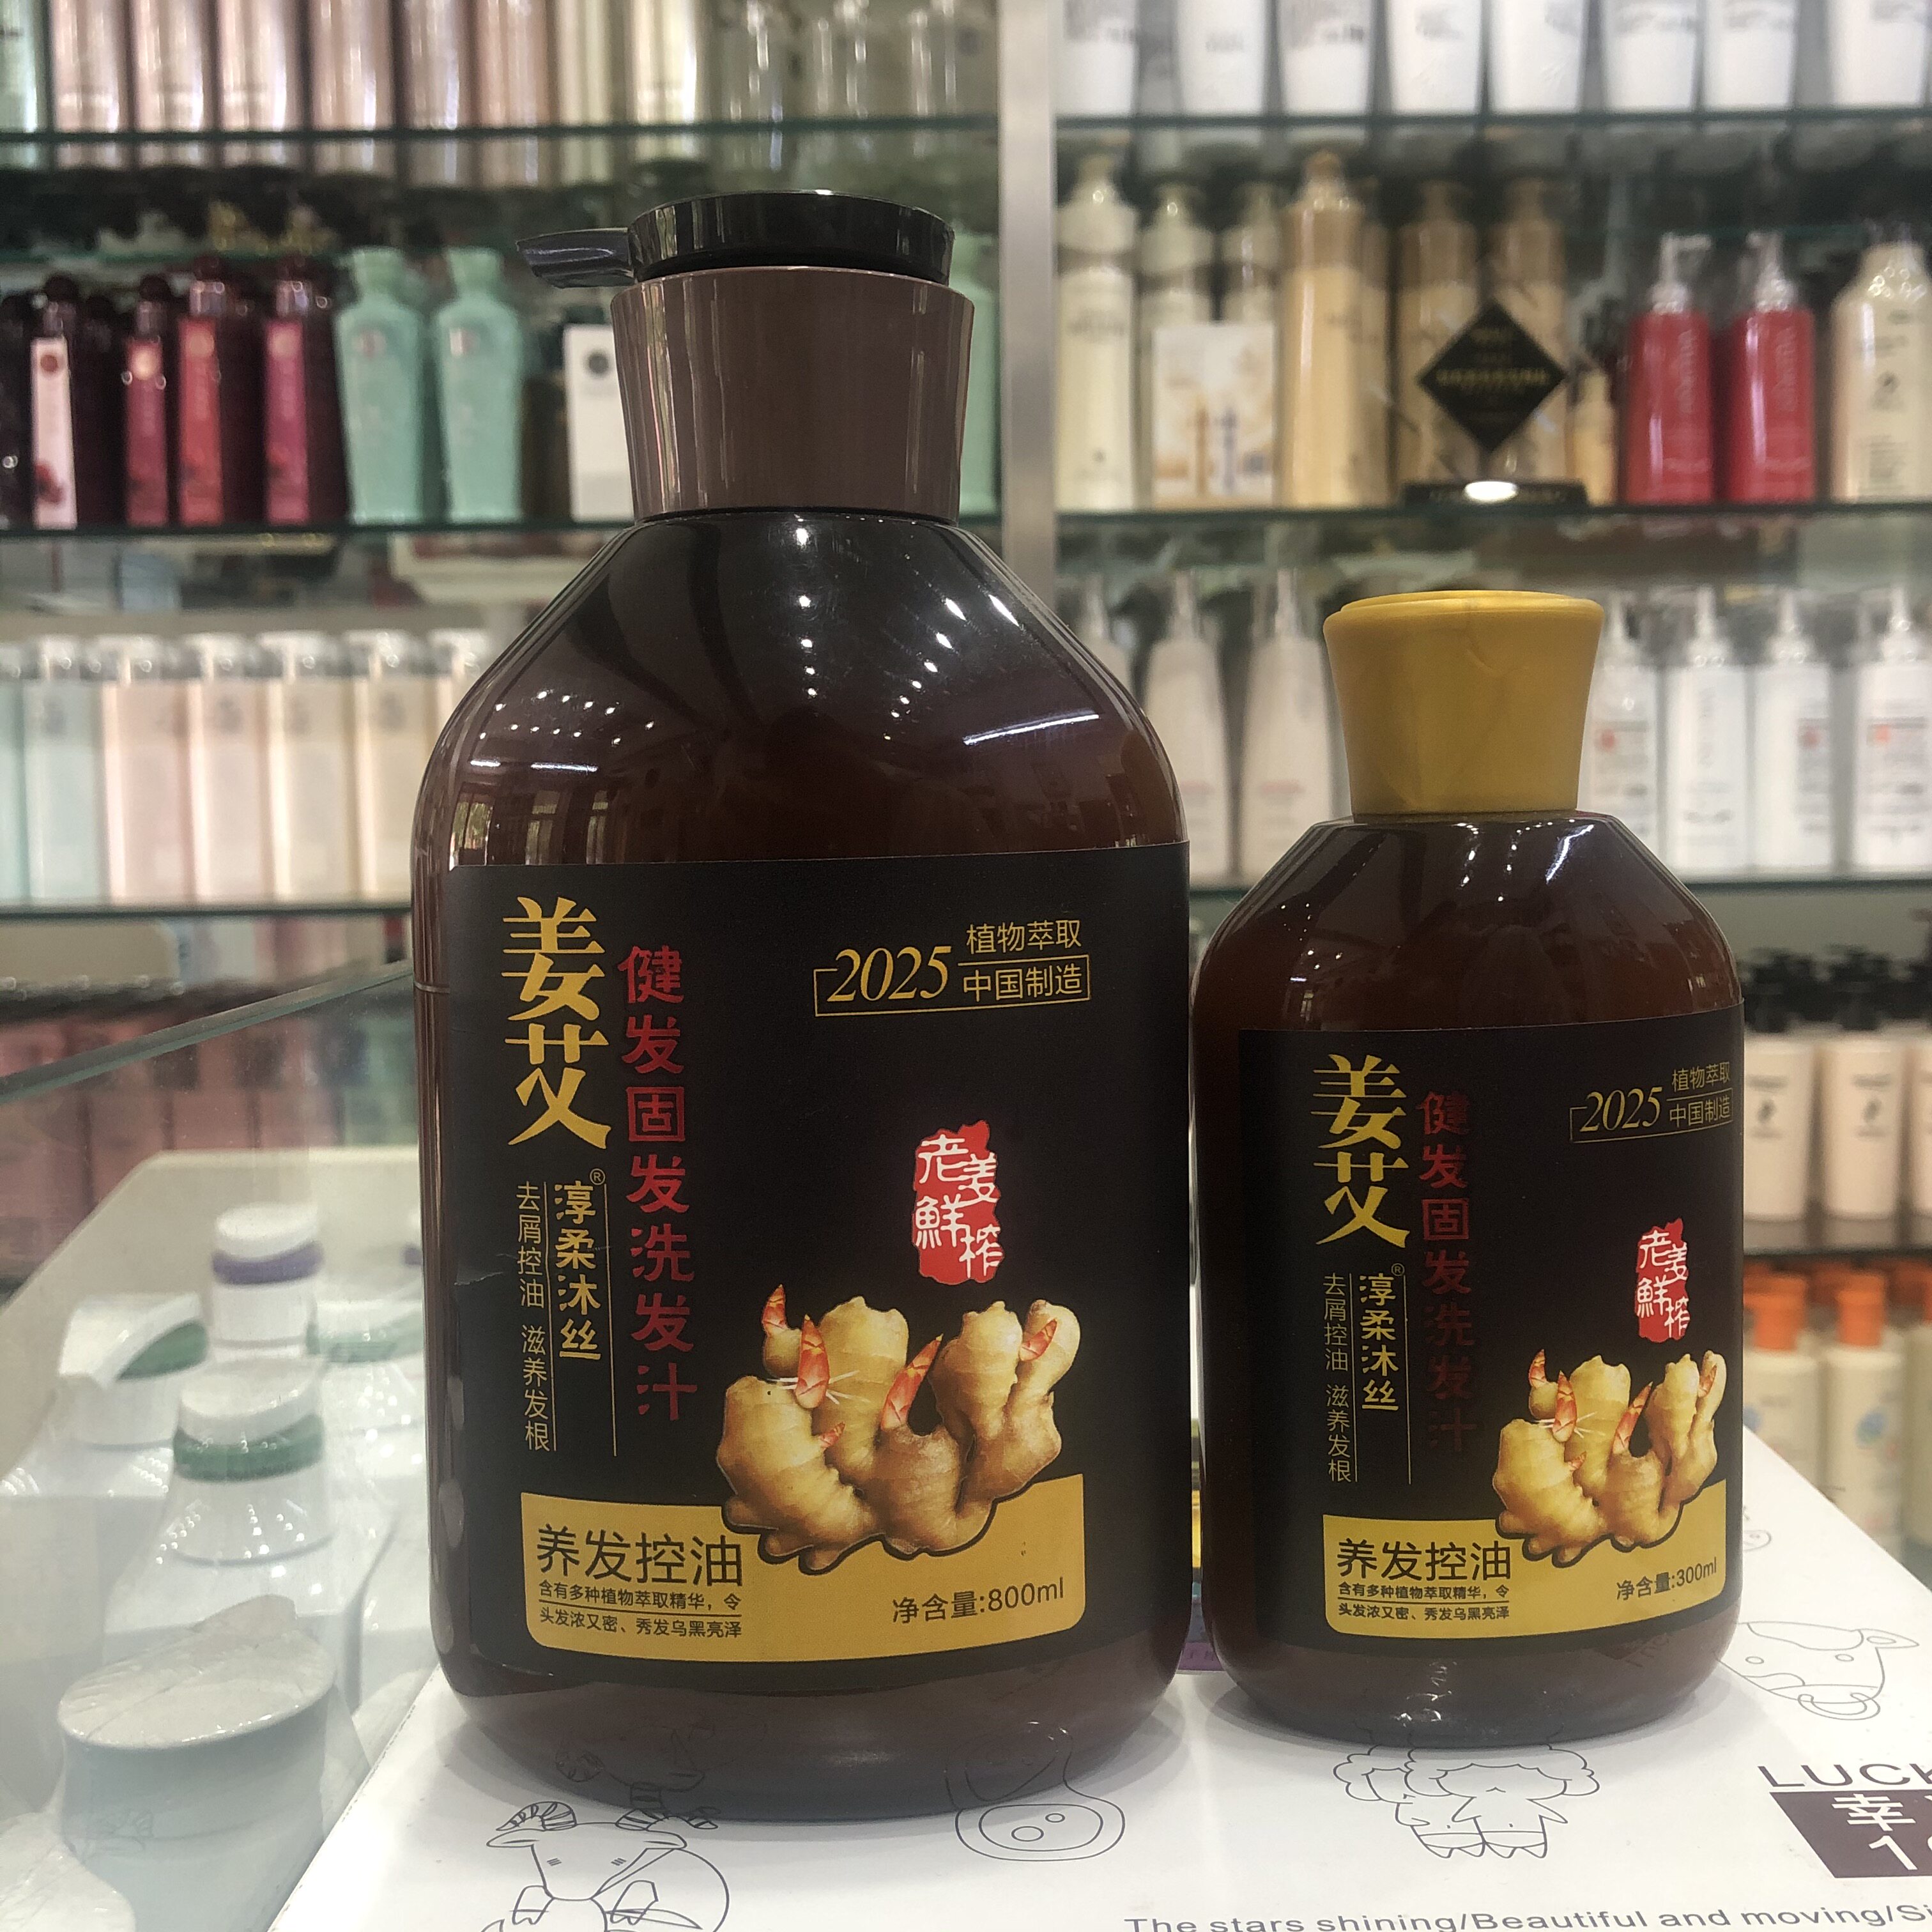 姜艾
健发固发洗发汁
2025
植物萃取
中国制造
®
淳柔沐丝
去屑控油 滋养发根
老姜
鮮榨
养发控油
含有多种植物萃取精华，令
头发浓又密、秀发乌黑亮泽
净含量:800ml
姜艾
健发固发洗发汁
2025
植物萃取
中国制造
®
淳柔沐丝
去屑控油 滋养发根
老姜
鮮榨
养发控油
含有多种植物萃取精华，令
头发浓又密、秀发乌黑亮泽
净含量:300ml
LUCK
幸
The stars shining/Beautiful and moving/S